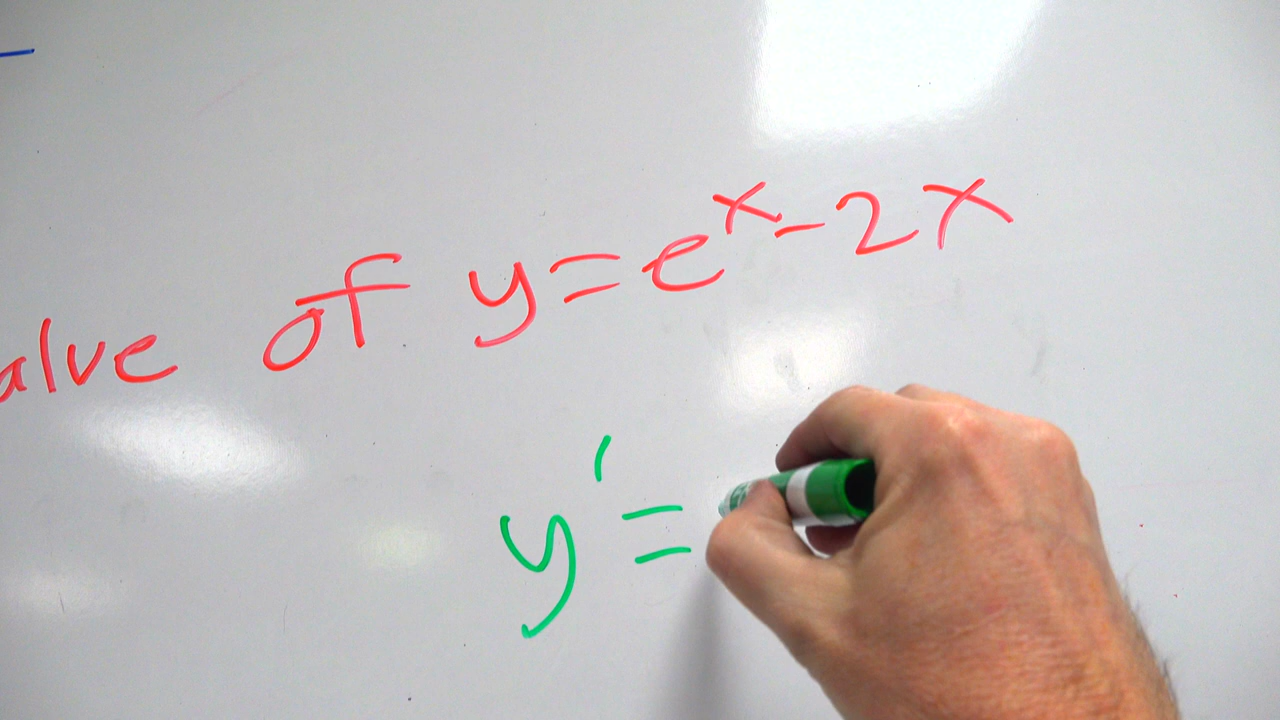 alve of y = e^x - 2x
y' =